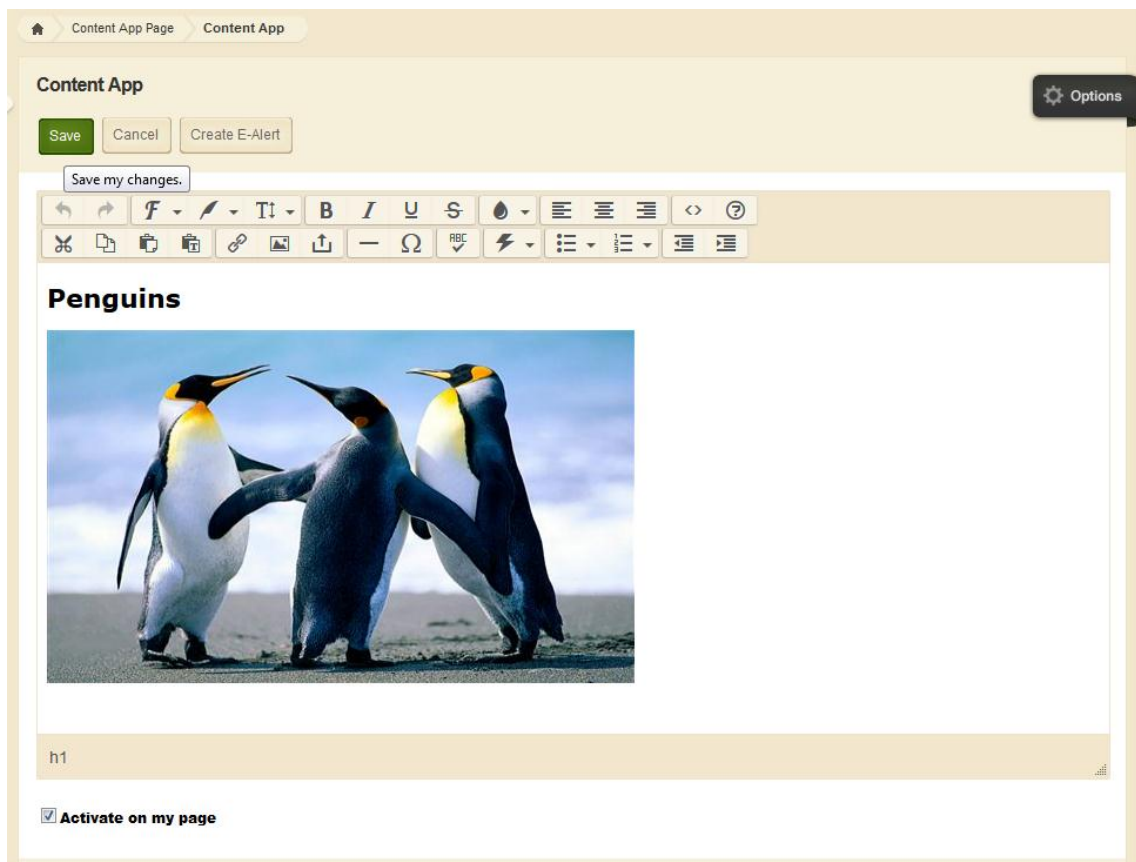 Content App Page Content App
Content App
Options
Save Cancel Create E-Alert
Save my changes.
F T B I U S
Ω ABC
Penguins
h1
Activate on my page